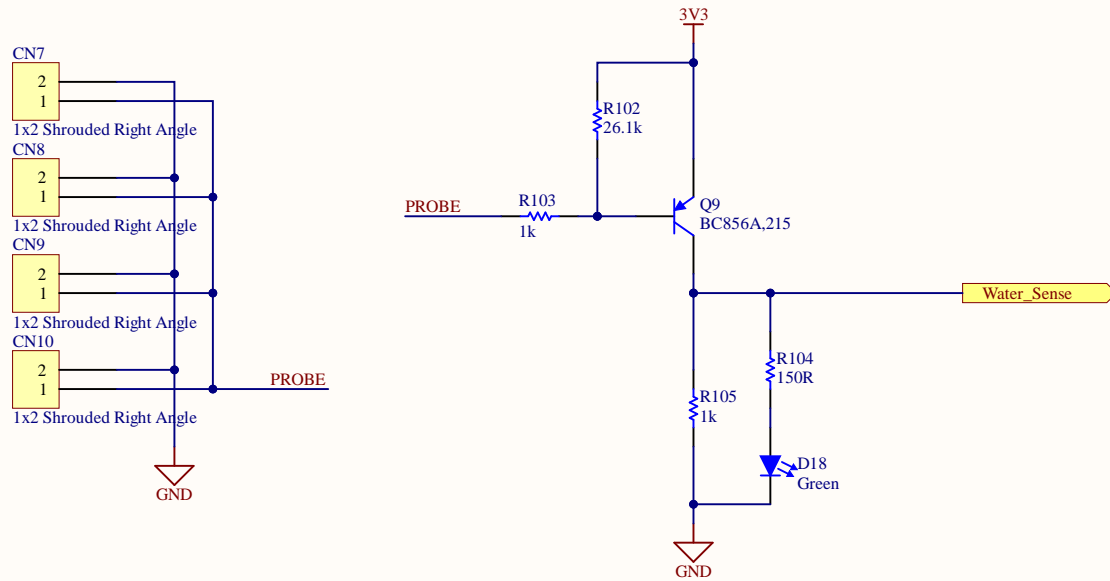 CN7
2
1
1x2 Shrouded Right Angle
CN8
2
1
1x2 Shrouded Right Angle
CN9
2
1
1x2 Shrouded Right Angle
CN10
2
1
1x2 Shrouded Right Angle
PROBE
GND
3V3
R102
26.1k
PROBE
R103
1k
Q9
BC856A,215
Water_Sense
R104
150R
R105
1k
D18
Green
GND